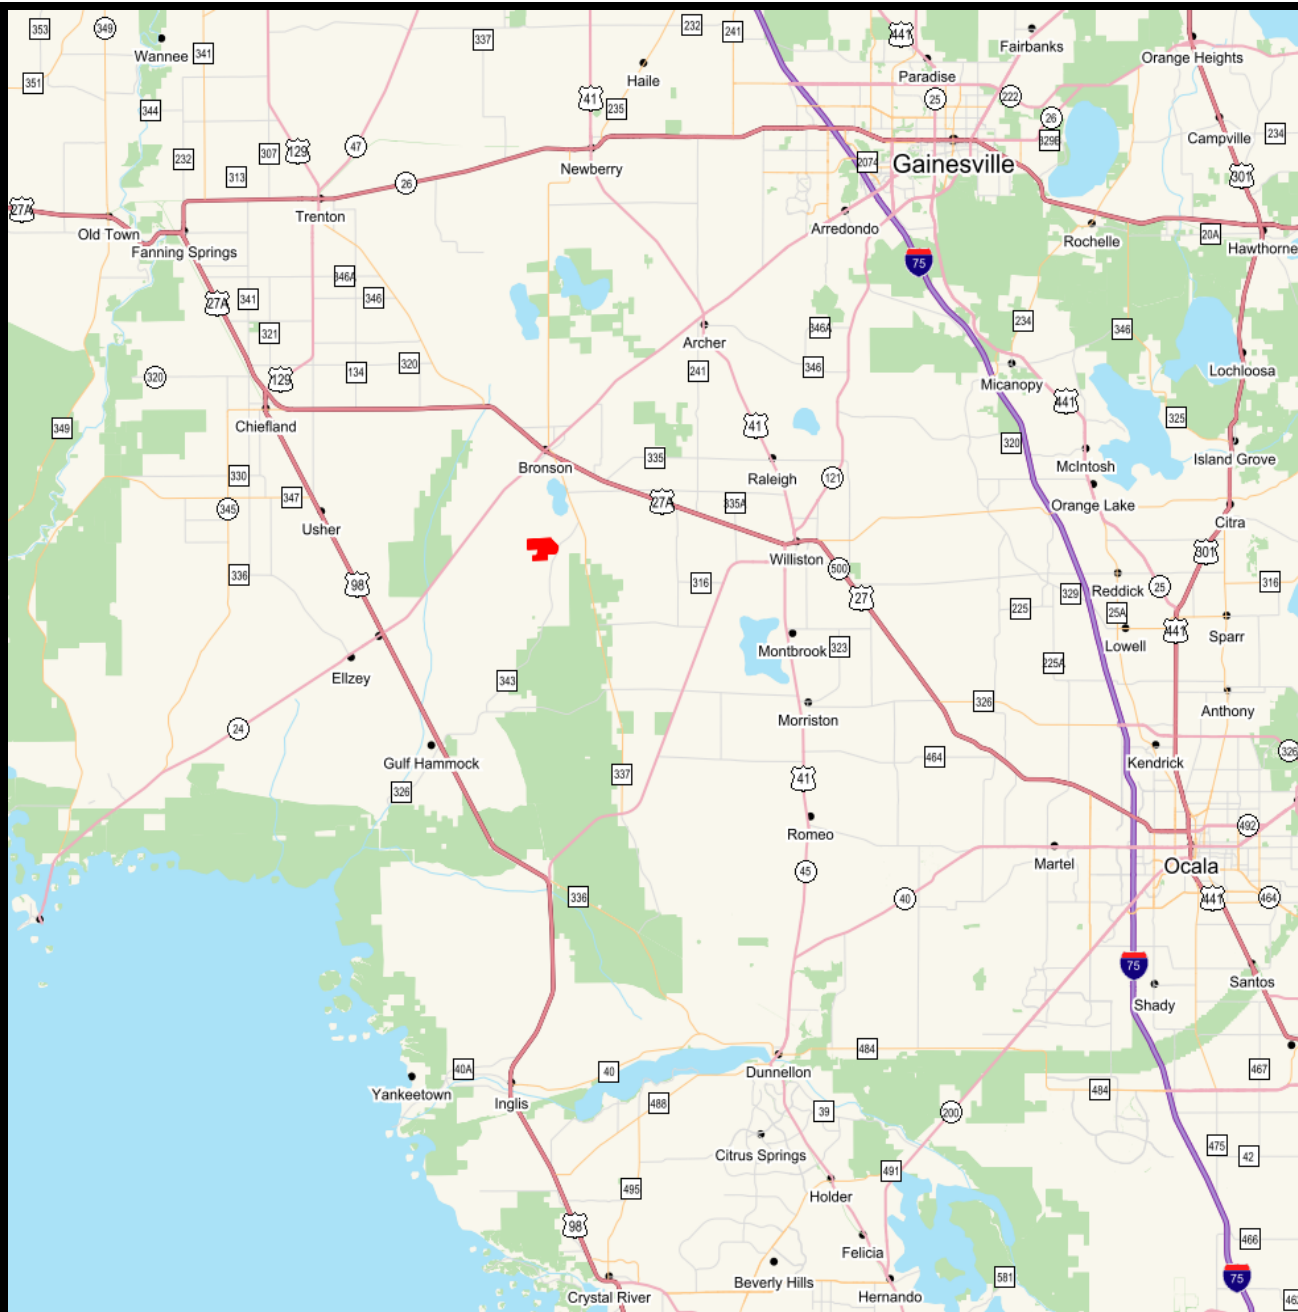 353
349
Wannee
341
337
232
241
441
Fairbanks
Orange Heights
351
Haile
Paradise
344
41
235
25
222
26
Campville
329B
234
47
307
129
232
2074
Gainesville
313
Newberry
26
301
27A
Trenton
Old Town
Fanning Springs
Arredondo
Rochelle
20A
Hawthorne
75
346A
341
346
27A
234
346A
346
321
Archer
Lochloosa
320
129
134
320
241
346
Micanopy
441
325
349
Chiefland
41
320
Bronson
335
McIntosh
Island Grove
330
Raleigh
121
347
27A
335A
Orange Lake
345
Usher
Citra
301
Williston
500
336
98
316
27
329
Reddick
25
316
225
25A
441
Sparr
Lowell
Montbrook
323
225A
Ellzey
343
326
Anthony
24
Morriston
Gulf Hammock
464
Kendrick
326
337
41
326
Romeo
492
Martel
Ocala
45
336
40
441
464
75
Santos
Shady
484
40A
40
Dunnellon
467
Yankeetown
484
Inglis
488
39
200
Citrus Springs
475
42
491
495
Holder
98
Felicia
466
Beverly Hills
581
75
Crystal River
Hernando